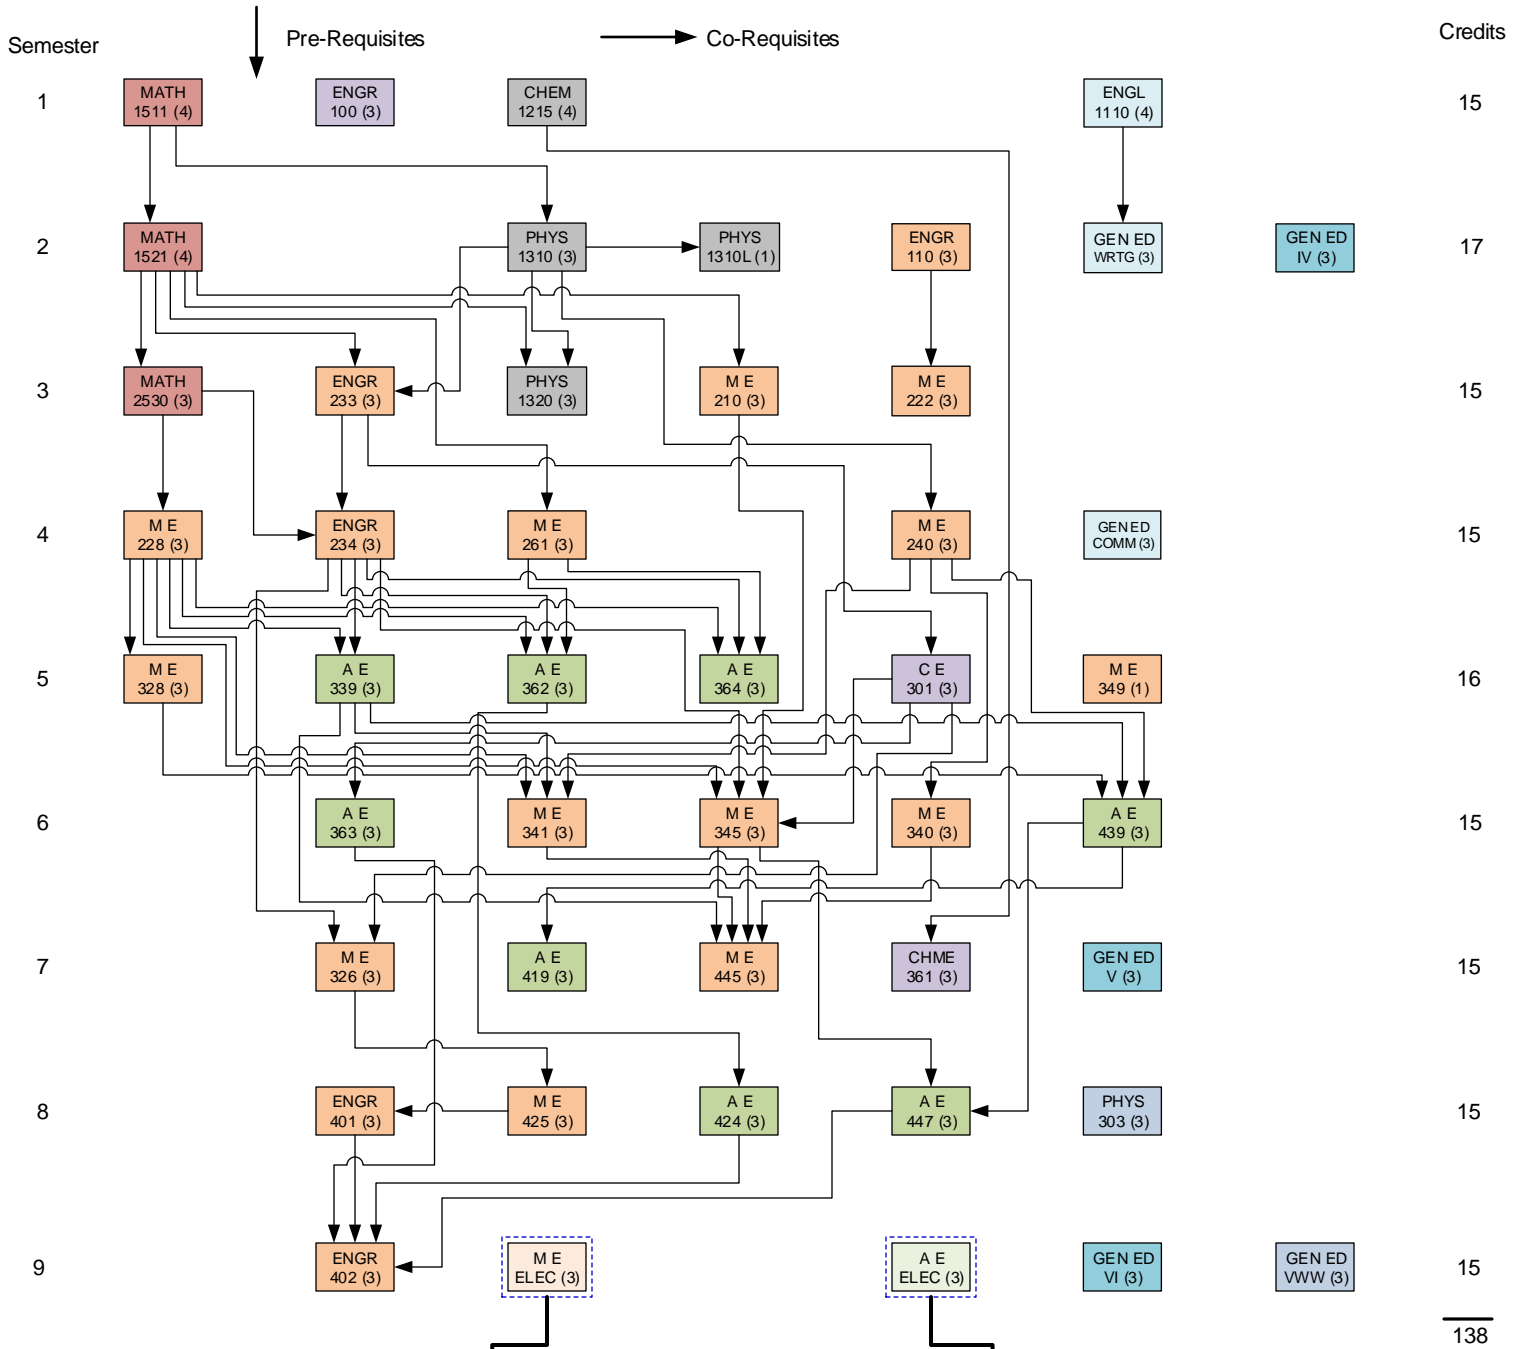 Semester
Pre-Requisites
Co-Requisites
Credits
1
MATH
1511 (4)
ENGR
100 (3)
CHEM
1215 (4)
ENGL
1110 (4)
15
2
MATH
1521 (4)
PHYS
1310 (3)
PHYS
1310L (1)
ENGR
110 (3)
GEN ED
WRTG (3)
GEN ED
IV (3)
17
3
MATH
2530 (3)
ENGR
233 (3)
PHYS
1320 (3)
M E
210 (3)
M E
222 (3)
15
4
M E
228 (3)
ENGR
234 (3)
M E
261 (3)
M E
240 (3)
GEN ED
COMM (3)
15
5
M E
328 (3)
A E
339 (3)
A E
362 (3)
A E
364 (3)
C E
301 (3)
M E
349 (1)
16
6
A E
363 (3)
M E
341 (3)
M E
345 (3)
M E
340 (3)
A E
439 (3)
15
7
M E
326 (3)
A E
419 (3)
M E
445 (3)
CHME
361 (3)
GEN ED
V (3)
15
8
ENGR
401 (3)
M E
425 (3)
A E
424 (3)
A E
447 (3)
PHYS
303 (3)
15
9
ENGR
402 (3)
M E
ELEC (3)
A E
ELEC (3)
GEN ED
VI (3)
GEN ED
VWW (3)
15
138